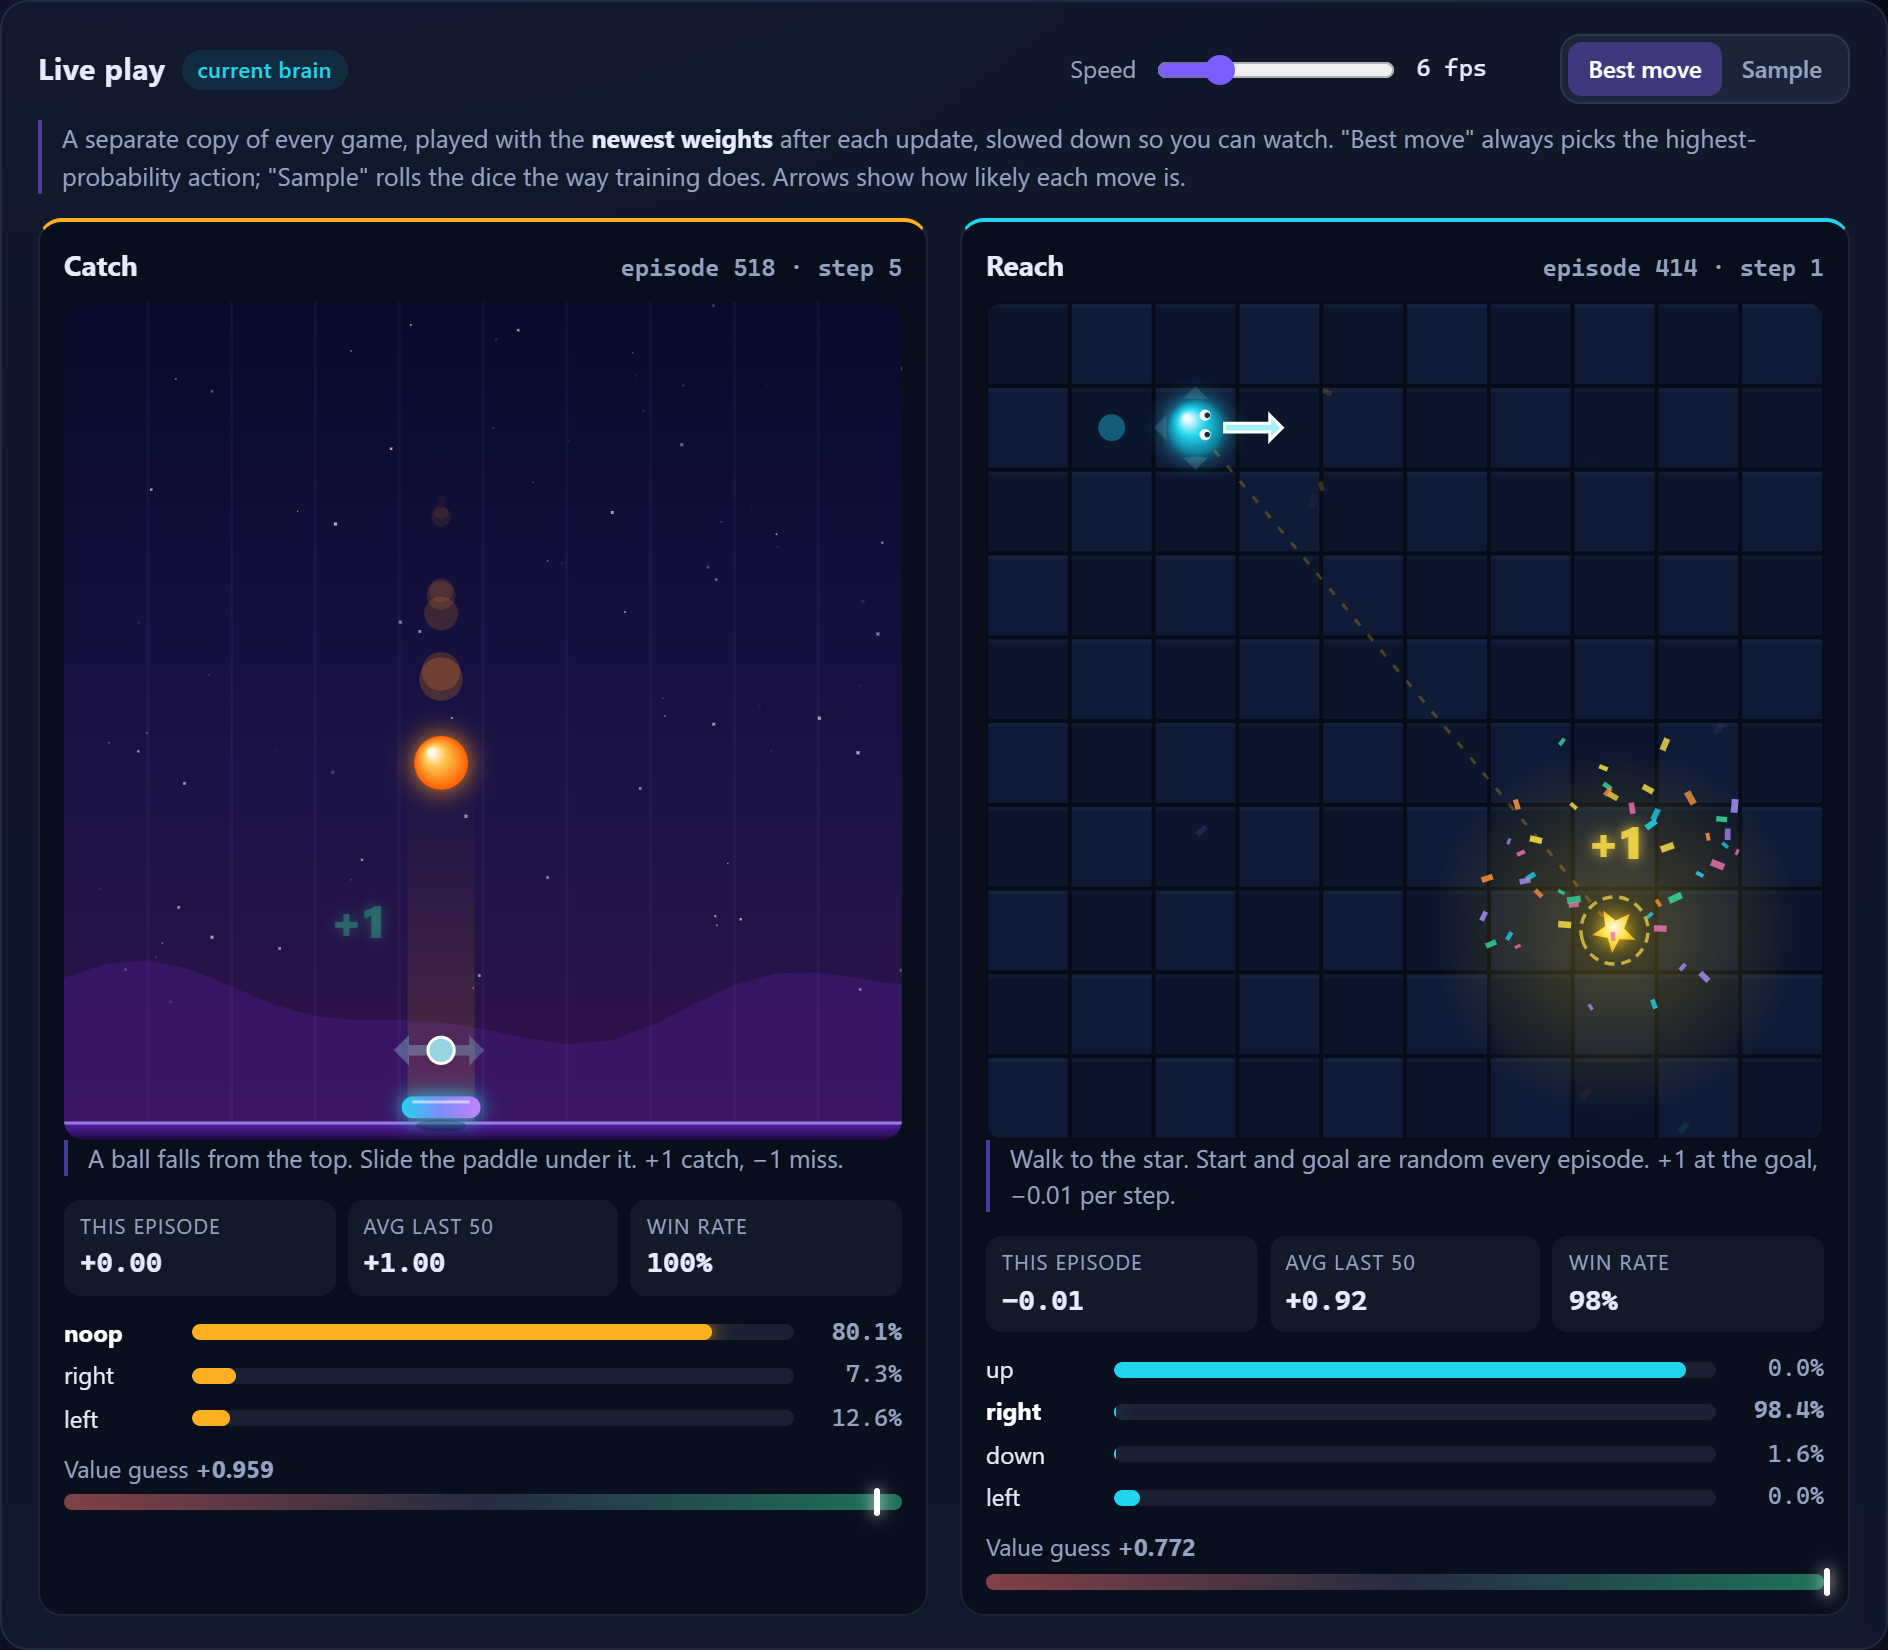 Live play current brain Speed 6 fps Best move Sample
A separate copy of every game, played with the newest weights after each update, slowed down so you can watch. "Best move" always picks the highest-
probability action; "Sample" rolls the dice the way training does. Arrows show how likely each move is.
Catch episode 518 · step 5
+1
A ball falls from the top. Slide the paddle under it. +1 catch, −1 miss.
THIS EPISODE AVG LAST 50 WIN RATE
+0.00 +1.00 100%
noop 80.1%
right 7.3%
left 12.6%
Value guess +0.959
Reach episode 414 · step 1
+1
Walk to the star. Start and goal are random every episode. +1 at the goal,
−0.01 per step.
THIS EPISODE AVG LAST 50 WIN RATE
−0.01 +0.92 98%
up 0.0%
right 98.4%
down 1.6%
left 0.0%
Value guess +0.772